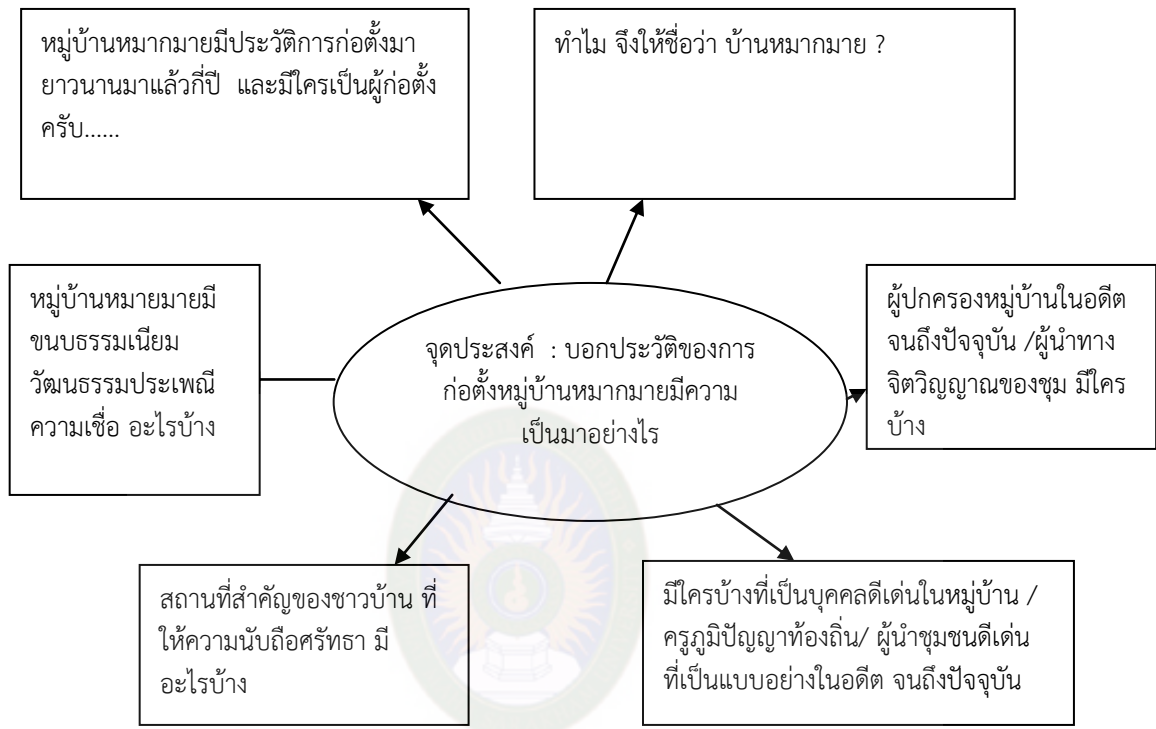 หมู่บ้านหมากมายมีประวัติการก่อตั้งมา
ยาวนานมาแล้วกี่ปี และมีใครเป็นผู้ก่อตั้ง
ครับ......
ทำไม จึงให้ชื่อว่า บ้านหมากมาย ?
หมู่บ้านหมายมายมี
ขนบธรรมเนียม
วัฒนธรรมประเพณี
ความเชื่อ อะไรบ้าง
จุดประสงค์ : บอกประวัติของการ
ก่อตั้งหมู่บ้านหมากมายมีความ
เป็นมาอย่างไร
ผู้ปกครองหมู่บ้านในอดีต
จนถึงปัจจุบัน /ผู้นำทาง
จิตวิญญาณของชุม มีใคร
บ้าง
สถานที่สำคัญของชาวบ้าน ที่
ให้ความนับถือศรัทธา มี
อะไรบ้าง
มีใครบ้างที่เป็นบุคคลดีเด่นในหมู่บ้าน /
ครูภูมิปัญญาท้องถิ่น/ ผู้นำชุมชนดีเด่น
ที่เป็นแบบอย่างในอดีต จนถึงปัจจุบัน